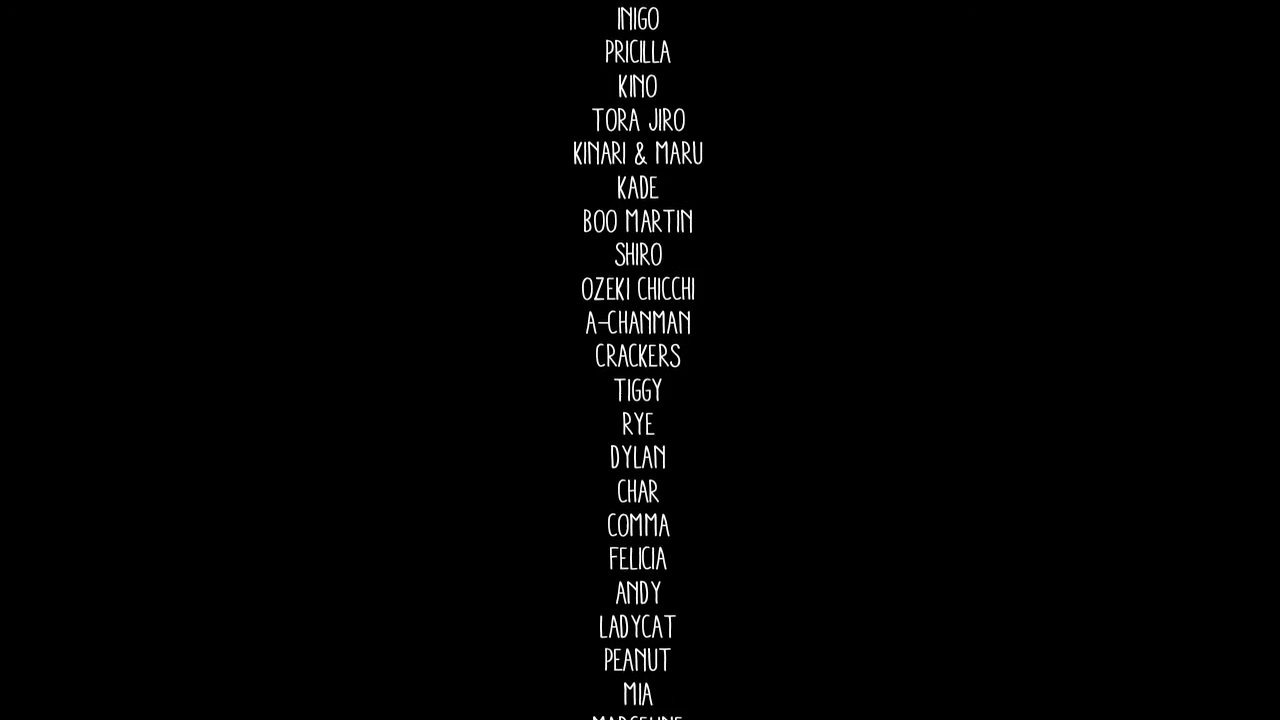 INIGO
PRICILLA
KINO
TORA JIRO
KINARI & MARU
KADE
BOO MARTIN
SHIRO
OZEKI CHICCHI
A-CHANMAN
CRACKERS
TIGGY
RYE
DYLAN
CHAR
COMMA
FELICIA
ANDY
LADYCAT
PEANUT
MIA